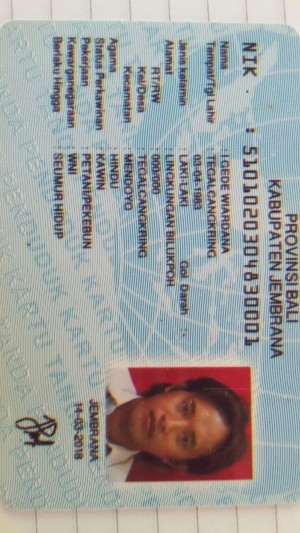 PROVINSI BALI
KABUPATEN JEMBRANA
NIK : 5101020304830001
Nama : I GEDE WIARDANA
Tempat/Tgl Lahir : TEGALCANGKRING
03-04-1983
Jenis kelamin : LAKI-LAKI Gol. Darah : -
Alamat : LINGKUNGAN BILUKPOH
RT/RW : 000/000
Kel/Desa : TEGALCANGKRING
Kecamatan : MENDOYO
Agama : HINDU
Status Perkawinan : KAWIN
Pekerjaan : PETANI/PEKEBUN
Kewarganegaraan : WNI
Berlaku Hingga : SEUMUR HIDUP
JEMBRANA
14-03-2018